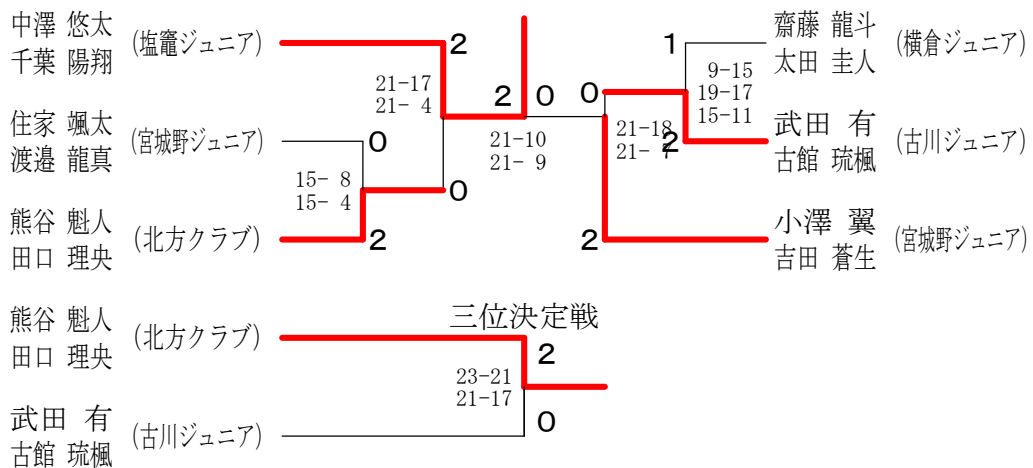 中澤 悠太
千葉 陽翔
(塩竈ジュニア)
2
21-17
21- 4
住家 颯太
渡邉 龍真
(宮城野ジュニア)
0
15- 8
15- 4
0
熊谷 魁人
田口 理央
(北方クラブ)
2
2 0
21-10
21- 9
齋藤 龍斗
太田 圭人
(横倉ジュニア)
1
9-15
19-17
15-11
0
武田 有
古館 琉楓
(古川ジュニア)
2
21-18
21- 7
小澤 翼
吉田 蒼生
(宮城野ジュニア)
2
三位決定戦
熊谷 魁人
田口 理央
(北方クラブ)
2
23-21
21-17
武田 有
古館 琉楓
(古川ジュニア)
0